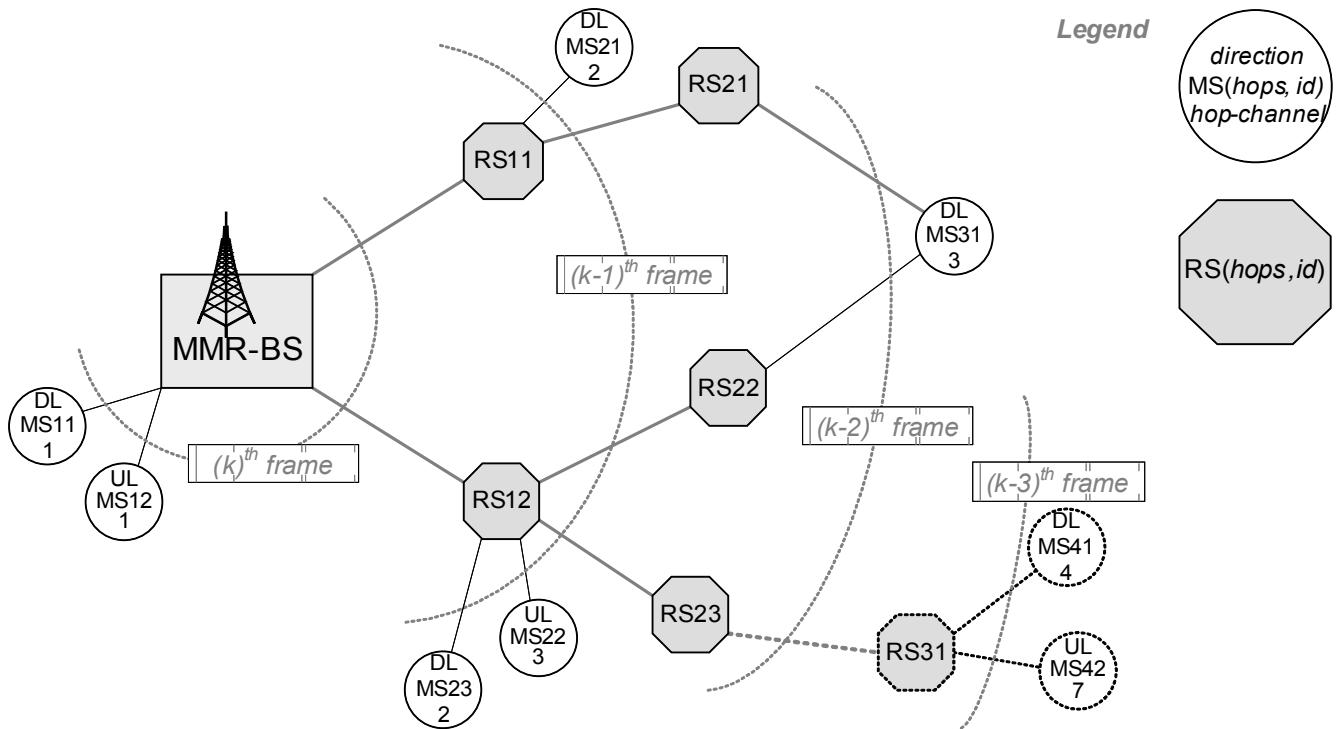 Legend
direction
MS(hops, id)
hop-channel
RS(hops,id)
DL
MS21
2
RS21
RS11
DL
MS31
3
(k-1)th frame
MMR-BS
RS22
DL
MS11
1
(k-2)th frame
(k)th frame
UL
MS12
1
(k-3)th frame
RS12
DL
MS41
4
RS23
UL
MS22
3
RS31
DL
MS23
2
UL
MS42
7